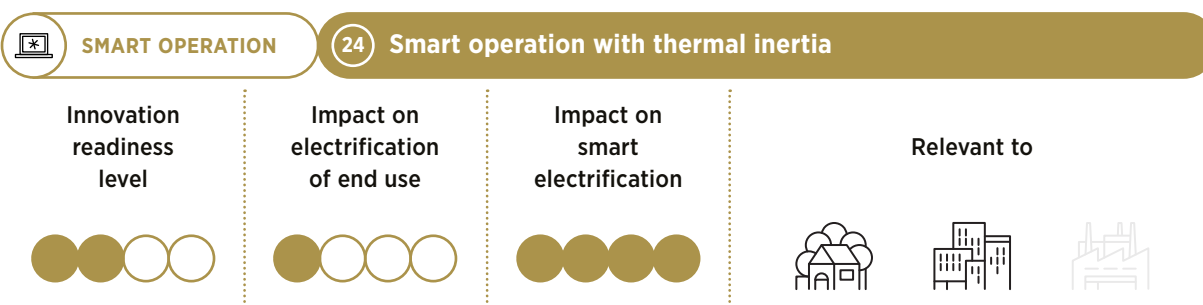 SMART OPERATION
24 Smart operation with thermal inertia
Innovation
readiness
level
Impact on
electrification
of end use
Impact on
smart
electrification
Relevant to